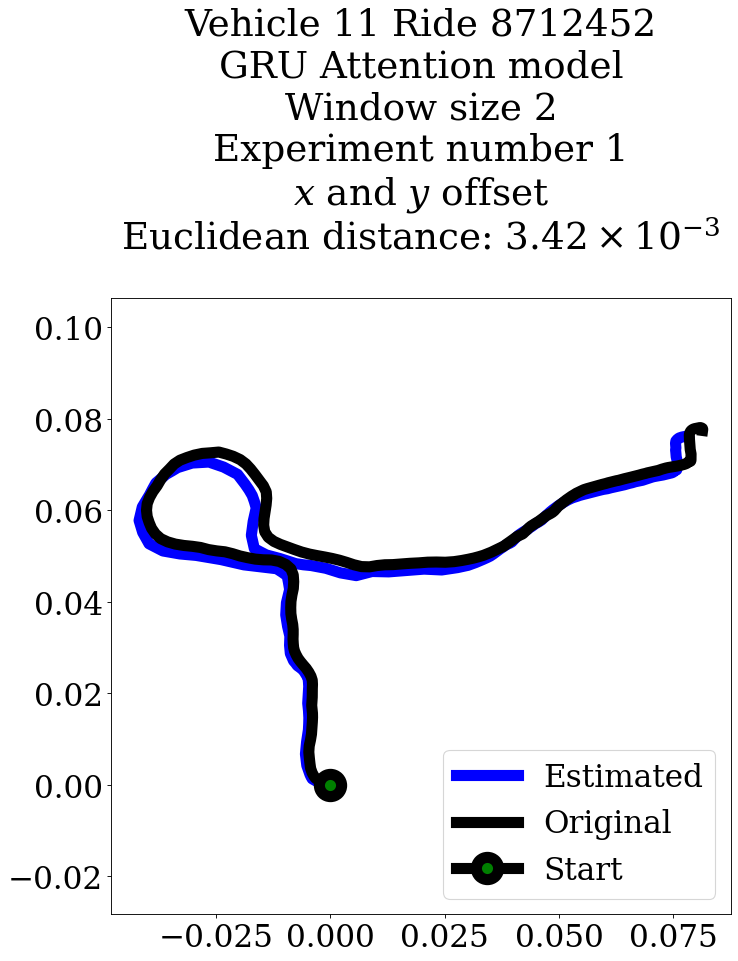 Vehicle 11 Ride 8712452
GRU Attention model
Window size 2
Experiment number 1
x and y offset
Euclidean distance: 3.42 × 10⁻³
0.10
0.08
0.06
0.04
0.02
0.00
−0.02
Estimated
Original
Start
−0.025
0.000
0.025
0.050
0.075